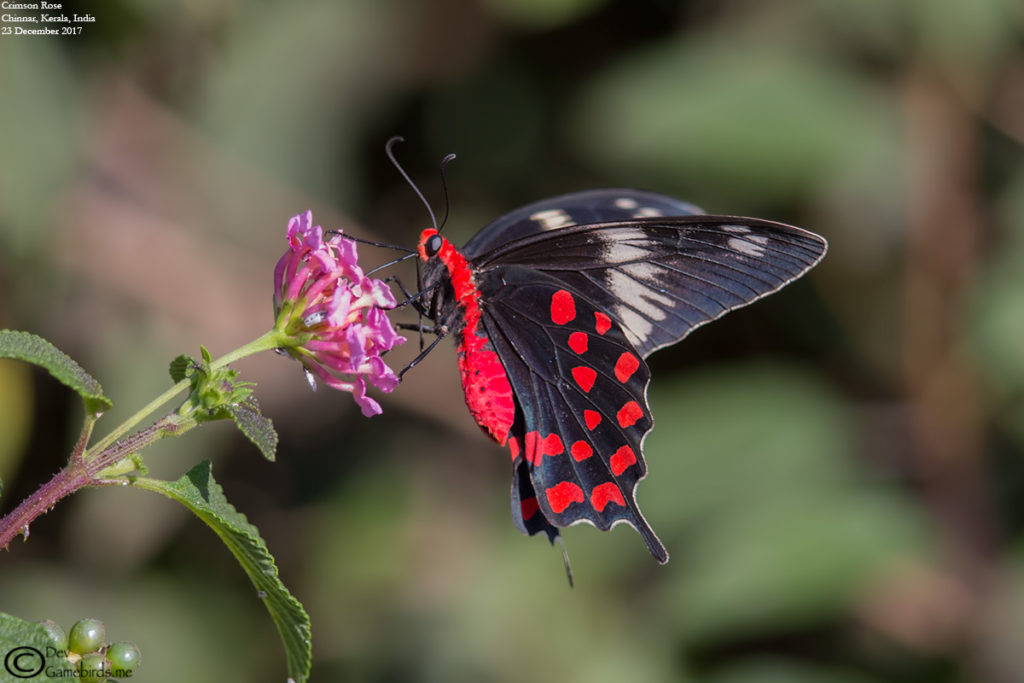 Crimson Rose
Chinnar, Kerala, India
23 December 2017
© Dev
Gamebirds.me